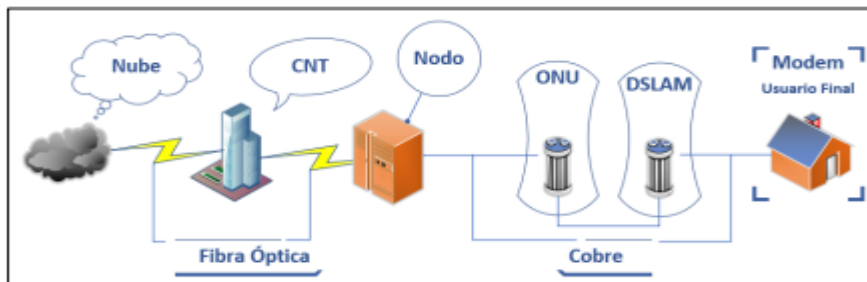 Nube
CNT
Nodo
ONU
DSLAM
Modem
Usuario Final
Fibra Óptica
Cobre